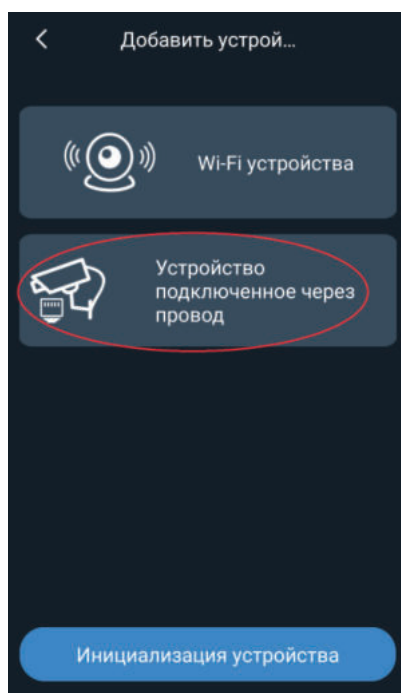 Добавить устрой...
Wi-Fi устройства
Устройство
подключенное через
провод
Инициализация устройства